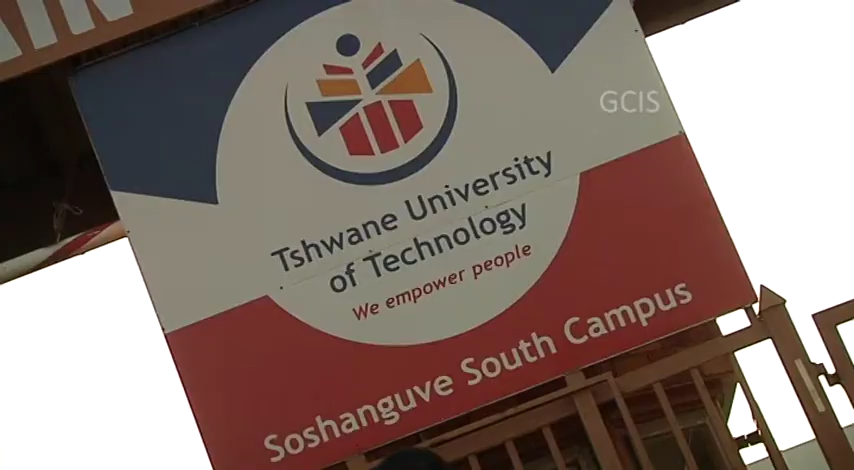 GCIS
Tshwane University
of Technology
We empower people
Soshanguve South Campus